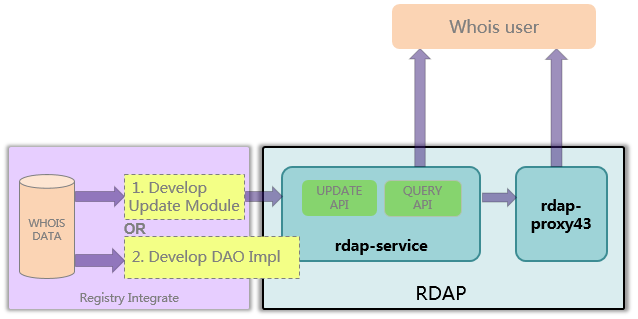 Whois user
WHOIS
DATA
1. Develop
Update Module
OR
2. Develop DAO Impl
Registry Integrate
UPDATE
API
QUERY
API
rdap-service
rdap-
proxy43
RDAP